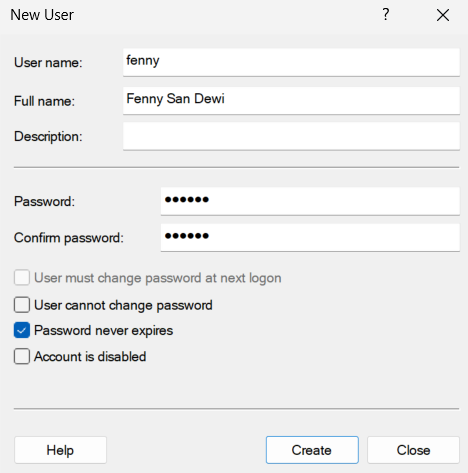 New User
?
User name: fenny
Full name: Fenny San Dewi
Description:
Password: ●●●●●●
Confirm password: ●●●●●●
User must change password at next logon
User cannot change password
Password never expires
Account is disabled
Help Create Close